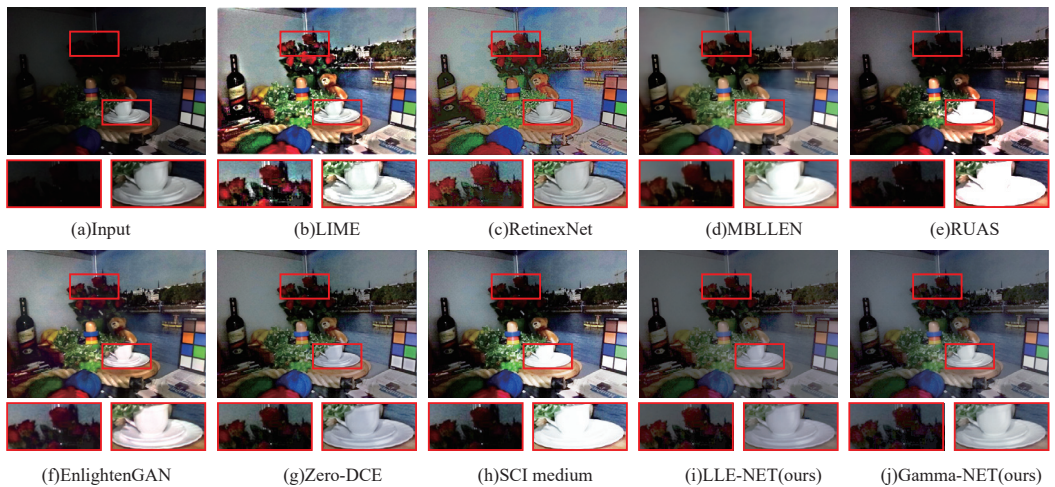 (a)Input
(b)LIME
(c)RetinexNet
(d)MBLLEN
(e)RUAS
(f)EnlightenGAN
(g)Zero-DCE
(h)SCI medium
(i)LLE-NET(ours)
(j)Gamma-NET(ours)